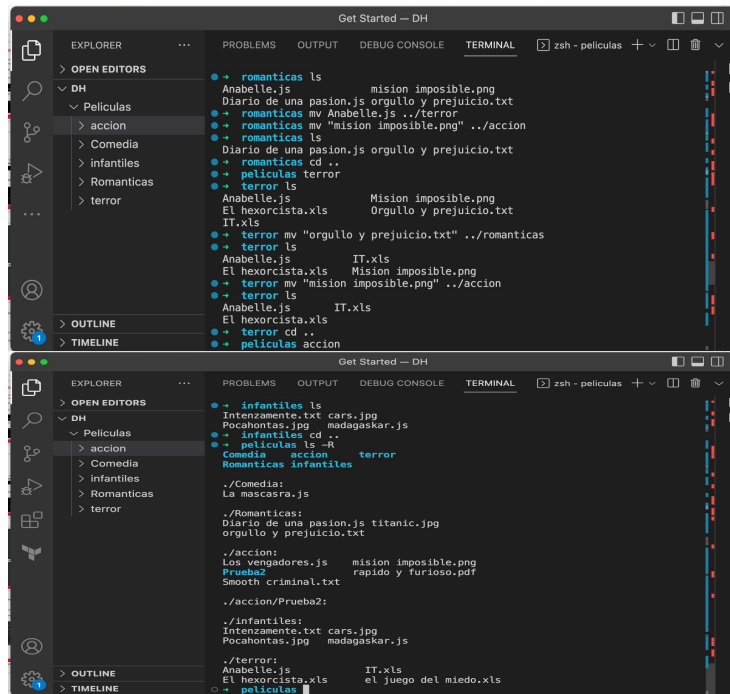 Get Started — DH
EXPLORER ...
PROBLEMS OUTPUT DEBUG CONSOLE TERMINAL zsh - peliculas
> OPEN EDITORS
DH
Peliculas
> accion
> Comedia
> infantiles
> Romanticas
> terror
> OUTLINE
> TIMELINE
→ romanticas ls
Anabelle.js mision imposible.png
Diario de una pasion.js orgullo y prejuicio.txt
→ romanticas mv Anabelle.js ../terror
→ romanticas mv "mision imposible.png" ../accion
→ romanticas ls
Diario de una pasion.js orgullo y prejuicio.txt
→ romanticas cd ..
→ peliculas terror
→ terror ls
Anabelle.js Mision imposible.png
El hexorcista.xls Orgullo y prejuicio.txt
IT.xls
→ terror mv "orgullo y prejuicio.txt" ../romanticas
→ terror ls
Anabelle.js IT.xls
El hexorcista.xls Mision imposible.png
→ terror mv "mision imposible.png" ../accion
→ terror ls
Anabelle.js IT.xls
El hexorcista.xls
→ terror cd ..
→ peliculas accion
1
Get Started — DH
EXPLORER ...
PROBLEMS OUTPUT DEBUG CONSOLE TERMINAL zsh - peliculas
> OPEN EDITORS
DH
Peliculas
> accion
> Comedia
> infantiles
> Romanticas
> terror
> OUTLINE
> TIMELINE
→ infantiles ls
Intenzamente.txt cars.jpg
Pocahontas.jpg madagaskar.js
→ infantiles cd ..
→ peliculas ls -R
Comedia accion terror
Romanticas infantiles
./Comedia:
La mascasra.js
./Romanticas:
Diario de una pasion.js titanic.jpg
orgullo y prejuicio.txt
./accion:
Los vengadores.js mision imposible.png
Prueba2 rapido y furioso.pdf
Smooth criminal.txt
./accion/Prueba2:
./infantiles:
Intenzamente.txt cars.jpg
Pocahontas.jpg madagaskar.js
./terror:
Anabelle.js IT.xls
El hexorcista.xls el juego del miedo.xls
→ peliculas
1